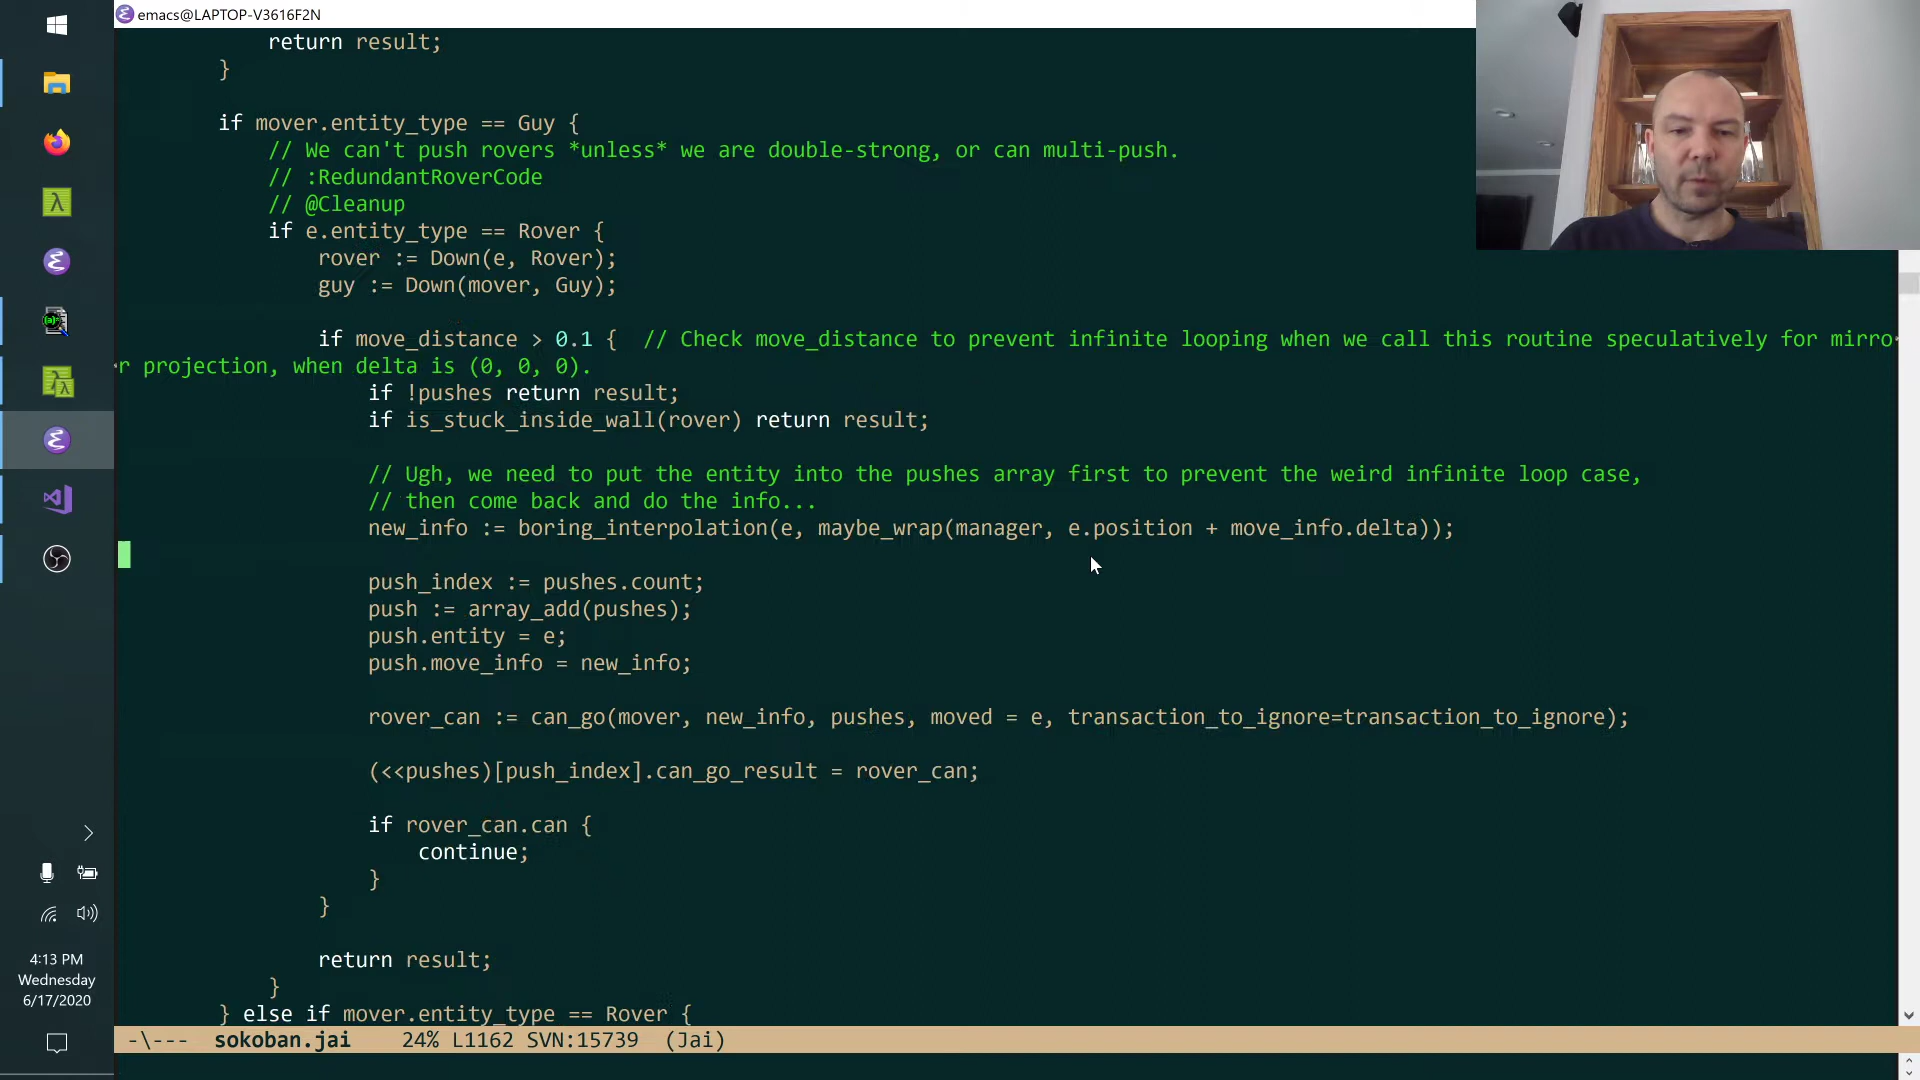 emacs@LAPTOP-V3616F2N
return result;
}
if mover.entity_type == Guy {
// We can't push rovers *unless* we are double-strong, or can multi-push.
// :RedundantRoverCode
// @Cleanup
if e.entity_type == Rover {
rover := Down(e, Rover);
guy := Down(mover, Guy);
if move_distance > 0.1 {  // Check move_distance to prevent infinite looping when we call this routine speculatively for mirro
r projection, when delta is (0, 0, 0).
if !pushes return result;
if is_stuck_inside_wall(rover) return result;
// Ugh, we need to put the entity into the pushes array first to prevent the weird infinite loop case,
// then come back and do the info...
new_info := boring_interpolation(e, maybe_wrap(manager, e.position + move_info.delta));
push_index := pushes.count;
push := array_add(pushes);
push.entity = e;
push.move_info = new_info;
rover_can := can_go(mover, new_info, pushes, moved = e, transaction_to_ignore=transaction_to_ignore);
(<<pushes)[push_index].can_go_result = rover_can;
if rover_can.can {
continue;
}
}
return result;
}
} else if mover.entity_type == Rover {
-\---  sokoban.jai    24% L1162 SVN:15739  (Jai)
4:13 PM
Wednesday
6/17/2020